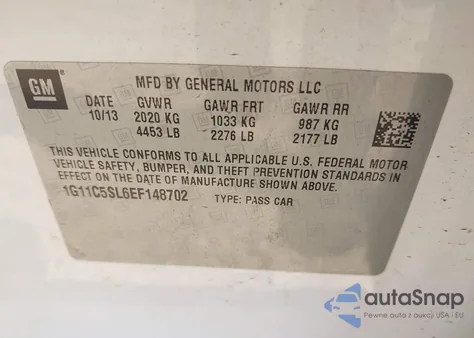 GM
MFD BY GENERAL MOTORS LLC
DATE GVWR GAWR FRT GAWR RR
10/13 2020 KG 1033 KG 987 KG
4453 LB 2276 LB 2177 LB
THIS VEHICLE CONFORMS TO ALL APPLICABLE U.S. FEDERAL MOTOR
VEHICLE SAFETY, BUMPER, AND THEFT PREVENTION STANDARDS IN
EFFECT ON THE DATE OF MANUFACTURE SHOWN ABOVE.
1G11C5SL6EF148702 TYPE: PASS CAR
autoSnap
Pewne auto z USA i EU